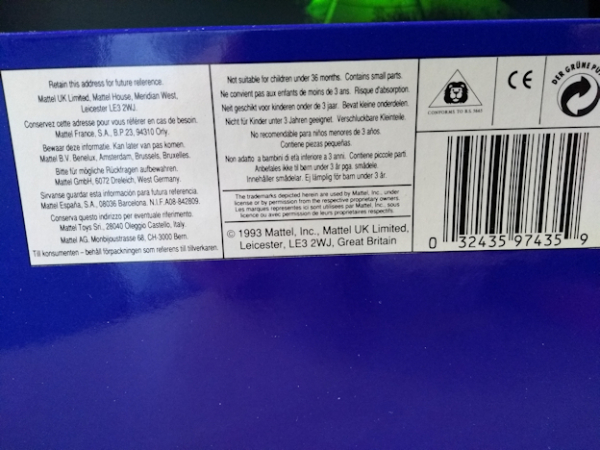 Retain this address for future reference.
Mattel UK Limited, Mattel House, Meridian West,
Leicester LE3 2WJ.
Conservez cette adresse pour vous référer en cas de besoin.
Mattel France, S.A., B.P.23, 94310 Orly.
Bewaar deze informatie. Kan later van pas komen.
Mattel B.V. Benelux, Amsterdam, Brussels, Bruxelles.
Bitte für mögliche Rückfragen aufbewahren.
Mattel GmbH, 6072 Dreieich, West Germany.
Sirvanse guardar esta información para futura referencia.
Mattel España, S.A., 08036 Barcelona. N.I.F. A08-842809.
Conserva questo indirizzo per eventuale riferimento.
Mattel Toys Srl., 28040 Oleggio Castello, Italy.
Mattel AG. Monbijoustrasse 68, CH-3000 Bern.
Till konsumenten - behåll förpackningen som referens til tillverkaren.
Not suitable for children under 36 months. Contains small parts.
Ne convient pas aux enfants de moins de 3 ans. Risque d'absorption.
Niet geschikt voor kinderen onder de 3 jaar. Bevat kleine onderdelen.
Nicht für Kinder unter 3 Jahren geeignet. Verschluckbare Kleinteile.
No recomendable para niños menores de 3 años.
Contiene piezas pequeñas.
Non adatto a bambini di età inferiore a 3 anni. Contiene piccole parti.
Anbefales ikke til børn under 3 år pga. smådele.
Innehåller smådelar. Ej lämplig för barn under 3 år.
The trademarks depicted herein are used by Mattel, Inc., under
license or by permission from the respective proprietary owners.
Les marques représentées ici sont utilisées par Mattel, Inc., sous
licence ou avec permission de leurs propriétaires respectifs.
© 1993 Mattel, Inc., Mattel UK Limited,
Leicester, LE3 2WJ, Great Britain
CONFORMS TO B.S. 5665
CE
DER GRÜNE PU
0 32435 97435 9